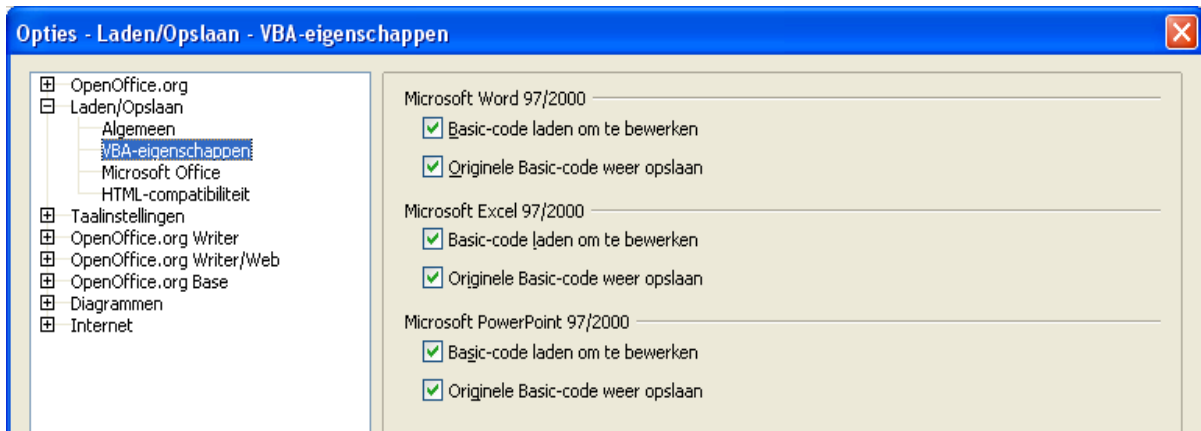 Opties - Laden/Opslaan - VBA-eigenschappen
OpenOffice.org
Laden/Opslaan
Algemeen
VBA-eigenschappen
Microsoft Office
HTML-compatibiliteit
Taalinstellingen
OpenOffice.org Writer
OpenOffice.org Writer/Web
OpenOffice.org Base
Diagrammen
Internet
Microsoft Word 97/2000
Basic-code laden om te bewerken
Originele Basic-code weer opslaan
Microsoft Excel 97/2000
Basic-code laden om te bewerken
Originele Basic-code weer opslaan
Microsoft PowerPoint 97/2000
Basic-code laden om te bewerken
Originele Basic-code weer opslaan